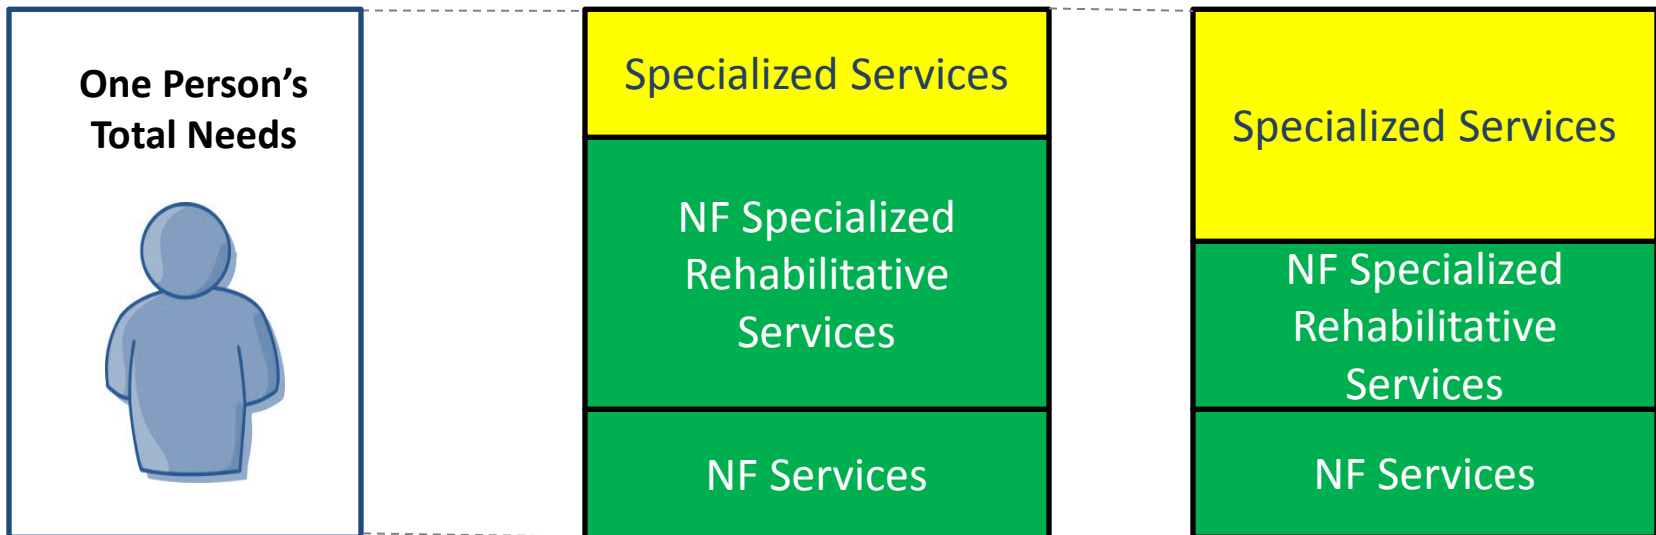 One Person’s
Total Needs
Specialized Services
NF Specialized
Rehabilitative
Services
NF Services
Specialized Services
NF Specialized
Rehabilitative
Services
NF Services